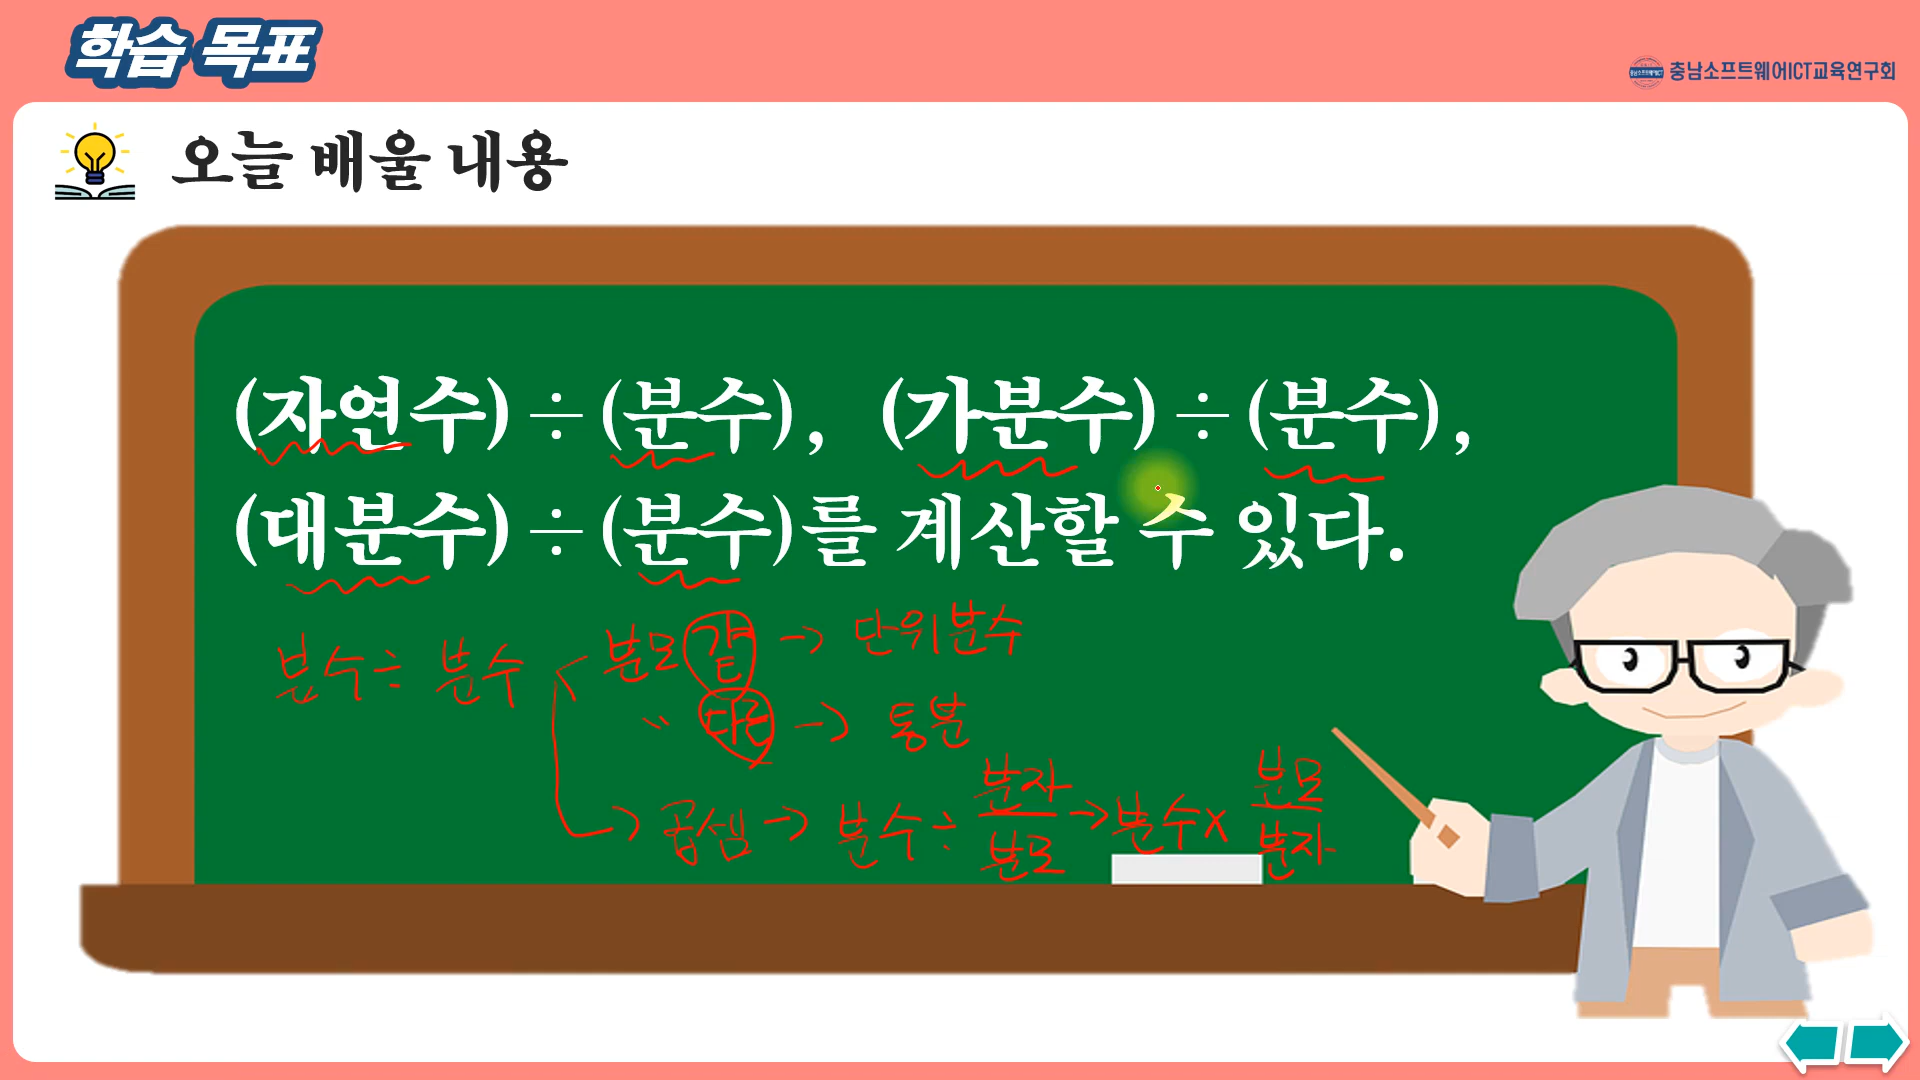 학습 목표
충남소프트웨어ICT교육연구회
오늘 배울 내용
(자연수) ÷ (분수), (가분수) ÷ (분수),
(대분수) ÷ (분수)를 계산할 수 있다.
분수 ÷ 분수
분모 같 → 단위분수
" 다른 → 통분
곱셈 → 분수 ÷ 분자/분모 → 분수 × 분모/분자